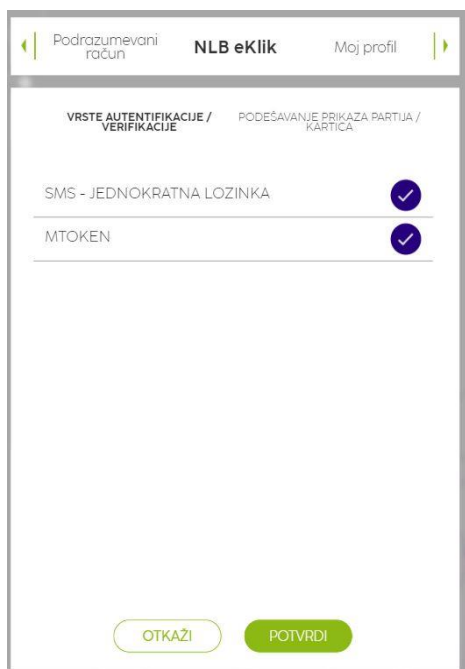 Podrazumevani
račun
NLB eKlik
Moj profil
VRSTE AUTENTIFIKACIJE /
VERIFIKACIJE
PODEŠAVANJE PRIKAZA PARTIJA /
KARTICA
SMS - JEDNOKRATNA LOZINKA
MTOKEN
OTKAŽI
POTVRDI